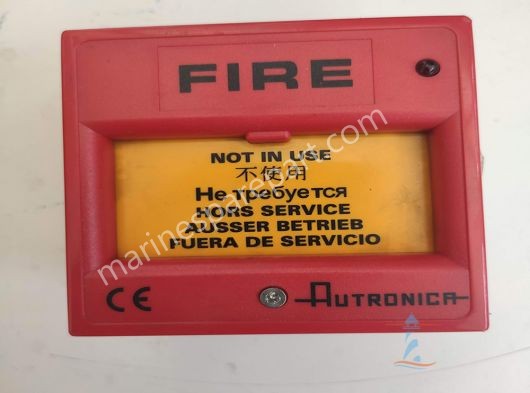 FIRE
NOT IN USE
不使用
Не требуется
HORS SERVICE
AUSSER BETRIEB
FUERA DE SERVICIO
CE
AUTRONICA
marinesparepart.com